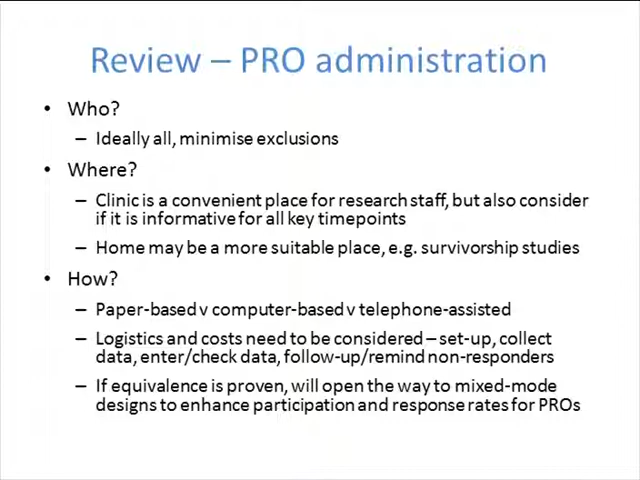 Review – PRO administration
• Who?
– Ideally all, minimise exclusions
• Where?
– Clinic is a convenient place for research staff, but also consider
if it is informative for all key timepoints
– Home may be a more suitable place, e.g. survivorship studies
• How?
– Paper-based v computer-based v telephone-assisted
– Logistics and costs need to be considered – set-up, collect
data, enter/check data, follow-up/remind non-responders
– If equivalence is proven, will open the way to mixed-mode
designs to enhance participation and response rates for PROs